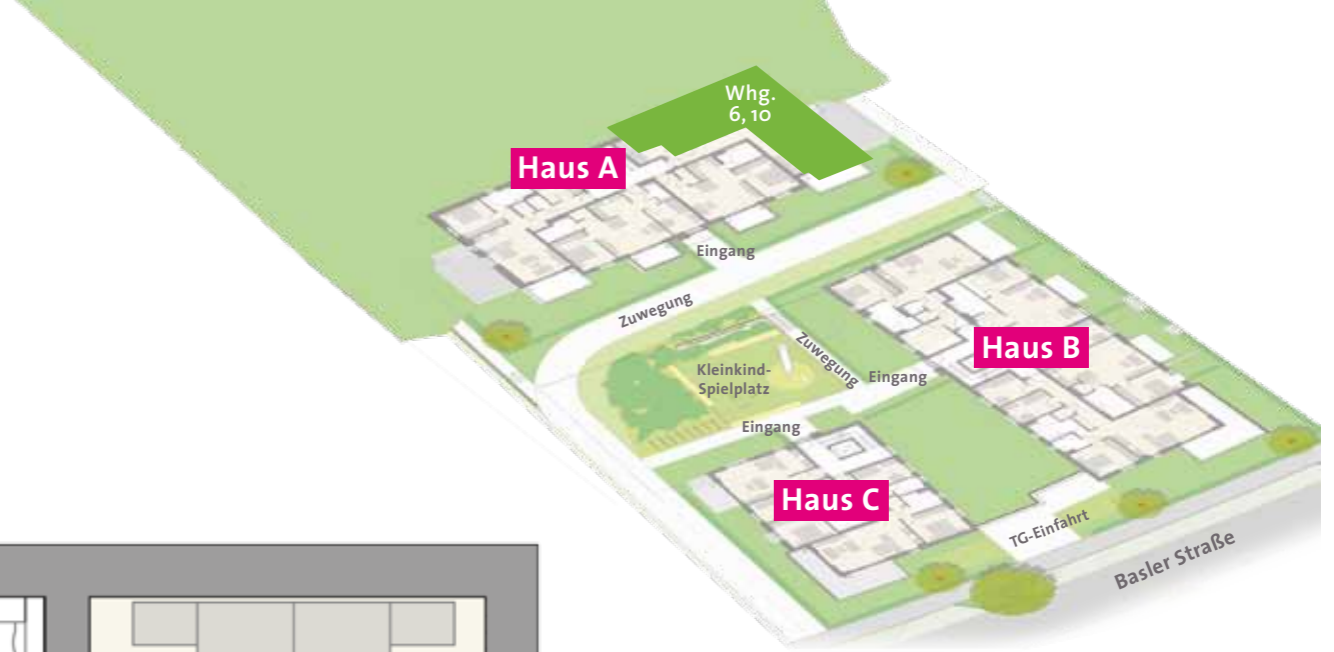 Whg.
6, 10
Haus A
Eingang
Zuwegung
Haus B
Zuwegung
Kleinkind-
Spielplatz
Eingang
Eingang
Haus C
TG-Einfahrt
Basler Straße